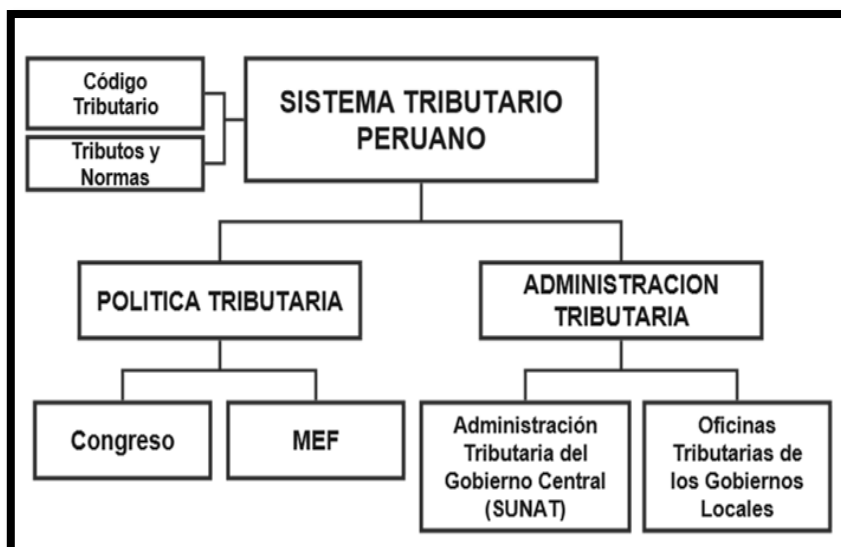 Código
Tributario
Tributos y
Normas
SISTEMA TRIBUTARIO
PERUANO
POLITICA TRIBUTARIA
ADMINISTRACION
TRIBUTARIA
Congreso
MEF
Administración
Tributaria del
Gobierno Central
(SUNAT)
Oficinas
Tributarias de
los Gobiernos
Locales